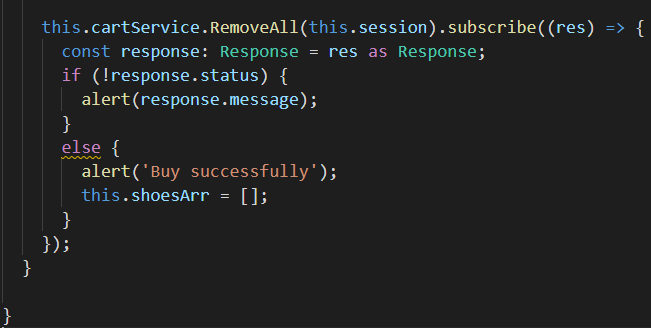 this.cartService.RemoveAll(this.session).subscribe((res) => {
const response: Response = res as Response;
if (!response.status) {
alert(response.message);
}
else {
alert('Buy successfully');
this.shoesArr = [];
}
});
}
}